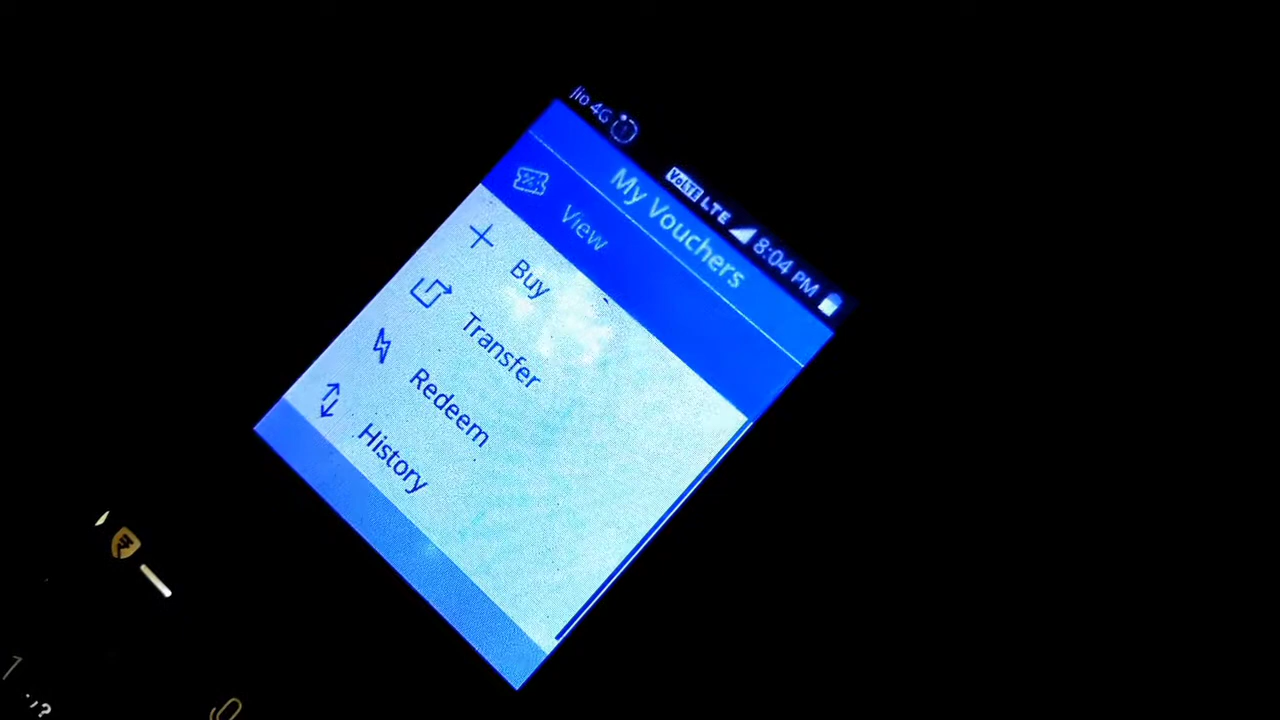 Jio 4G
VoLTE LTE 8:04 PM
My Vouchers
View
Buy
Transfer
Redeem
History
.,?